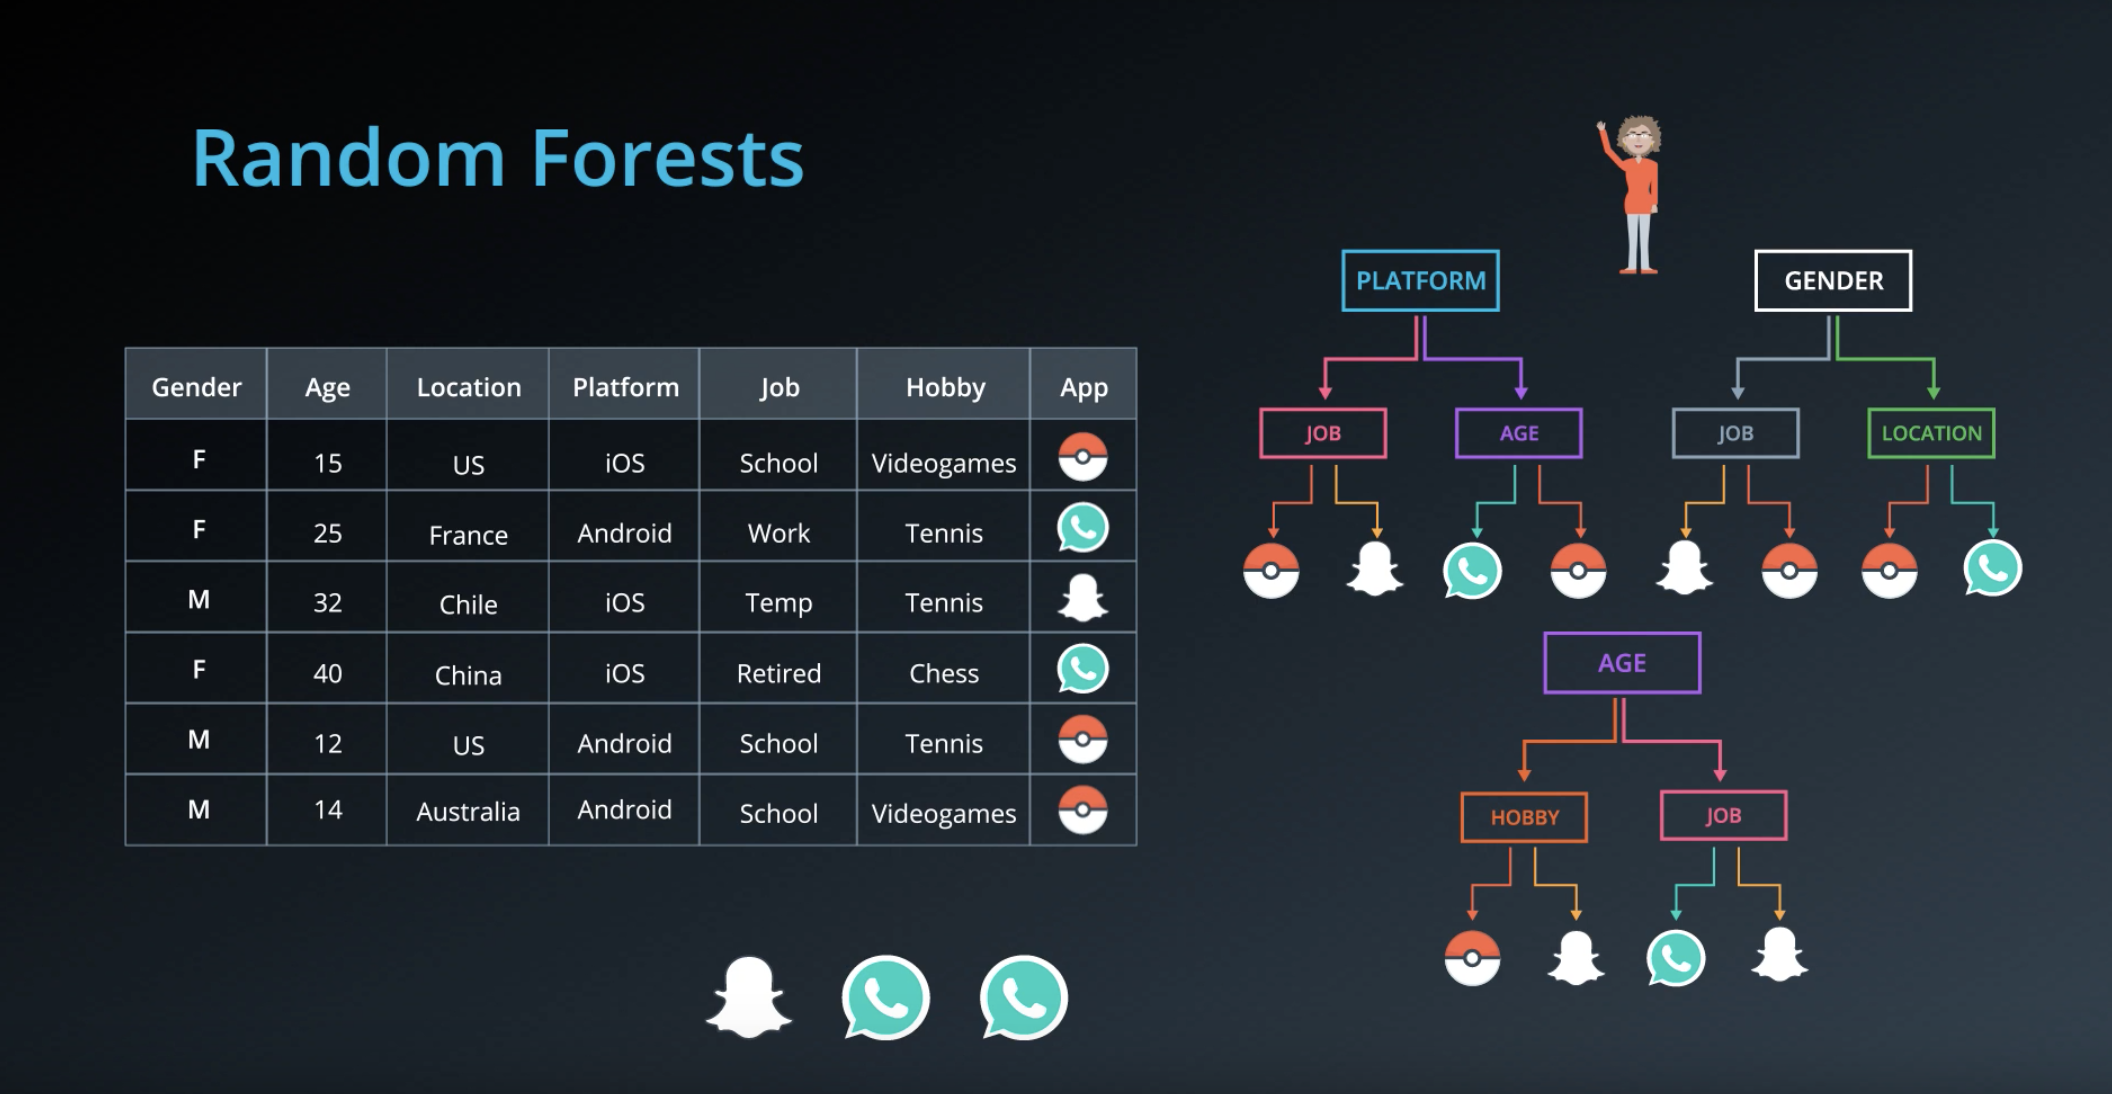 Random Forests
Gender Age Location Platform Job Hobby App
F 15 US iOS School Videogames
F 25 France Android Work Tennis
M 32 Chile iOS Temp Tennis
F 40 China iOS Retired Chess
M 12 US Android School Tennis
M 14 Australia Android School Videogames
PLATFORM GENDER
JOB AGE JOB LOCATION
AGE
HOBBY JOB